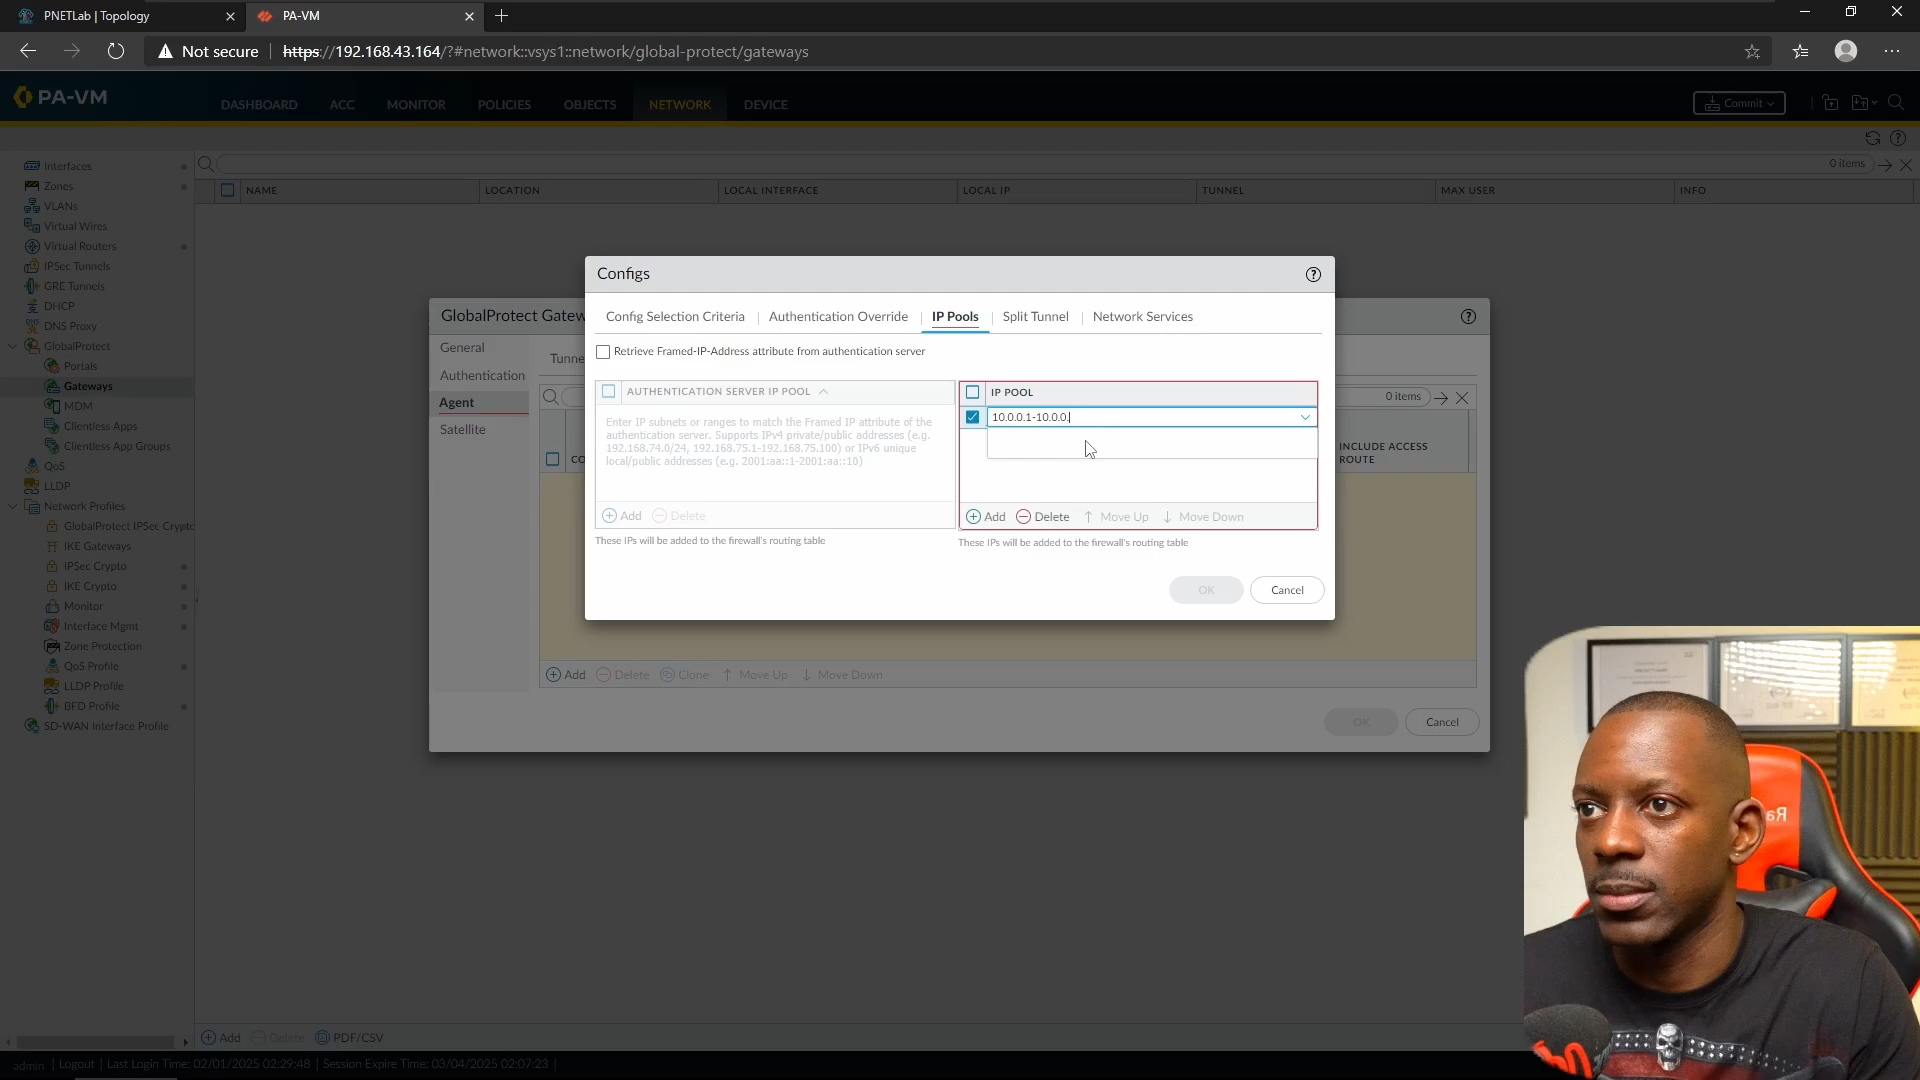 PNETLab | Topology
PA-VM
Not secure
https://192.168.43.164/?#network::vsys1::network/global-protect/gateways
PA-VM
DASHBOARD
ACC
MONITOR
POLICIES
OBJECTS
NETWORK
DEVICE
Commit
Interfaces
Zones
VLANs
Virtual Wires
Virtual Routers
IPSec Tunnels
GRE Tunnels
DHCP
DNS Proxy
GlobalProtect
Portals
Gateways
MDM
Clientless Apps
Clientless App Groups
QoS
LLDP
Network Profiles
GlobalProtect IPSec Crypto
IKE Gateways
IPSec Crypto
IKE Crypto
Monitor
Interface Mgmt
Zone Protection
QoS Profile
LLDP Profile
BFD Profile
SD-WAN Interface Profile
0 items
NAME
LOCATION
LOCAL INTERFACE
LOCAL IP
TUNNEL
MAX USER
INFO
GlobalProtect Gatew
General
Authentication
Agent
Satellite
Tunne
0 items
CO
INCLUDE ACCESS
ROUTE
Add
Delete
Clone
Move Up
Move Down
OK
Cancel
Configs
Config Selection Criteria
Authentication Override
IP Pools
Split Tunnel
Network Services
Retrieve Framed-IP-Address attribute from authentication server
AUTHENTICATION SERVER IP POOL
Enter IP subnets or ranges to match the Framed IP attribute of the
authentication server. Supports IPv4 private/public addresses (e.g.
192.168.74.0/24, 192.168.75.1-192.168.75.100) or IPv6 unique
local/public addresses (e.g. 2001:aa::1-2001:aa::10)
Add
Delete
These IPs will be added to the firewall's routing table
IP POOL
10.0.0.1-10.0.0.
Add
Delete
Move Up
Move Down
These IPs will be added to the firewall's routing table
OK
Cancel
Add
Delete
PDF/CSV
admin | Logout | Last Login Time: 02/01/2025 02:29:48 | Session Expire Time: 03/04/2025 02:07:23 |